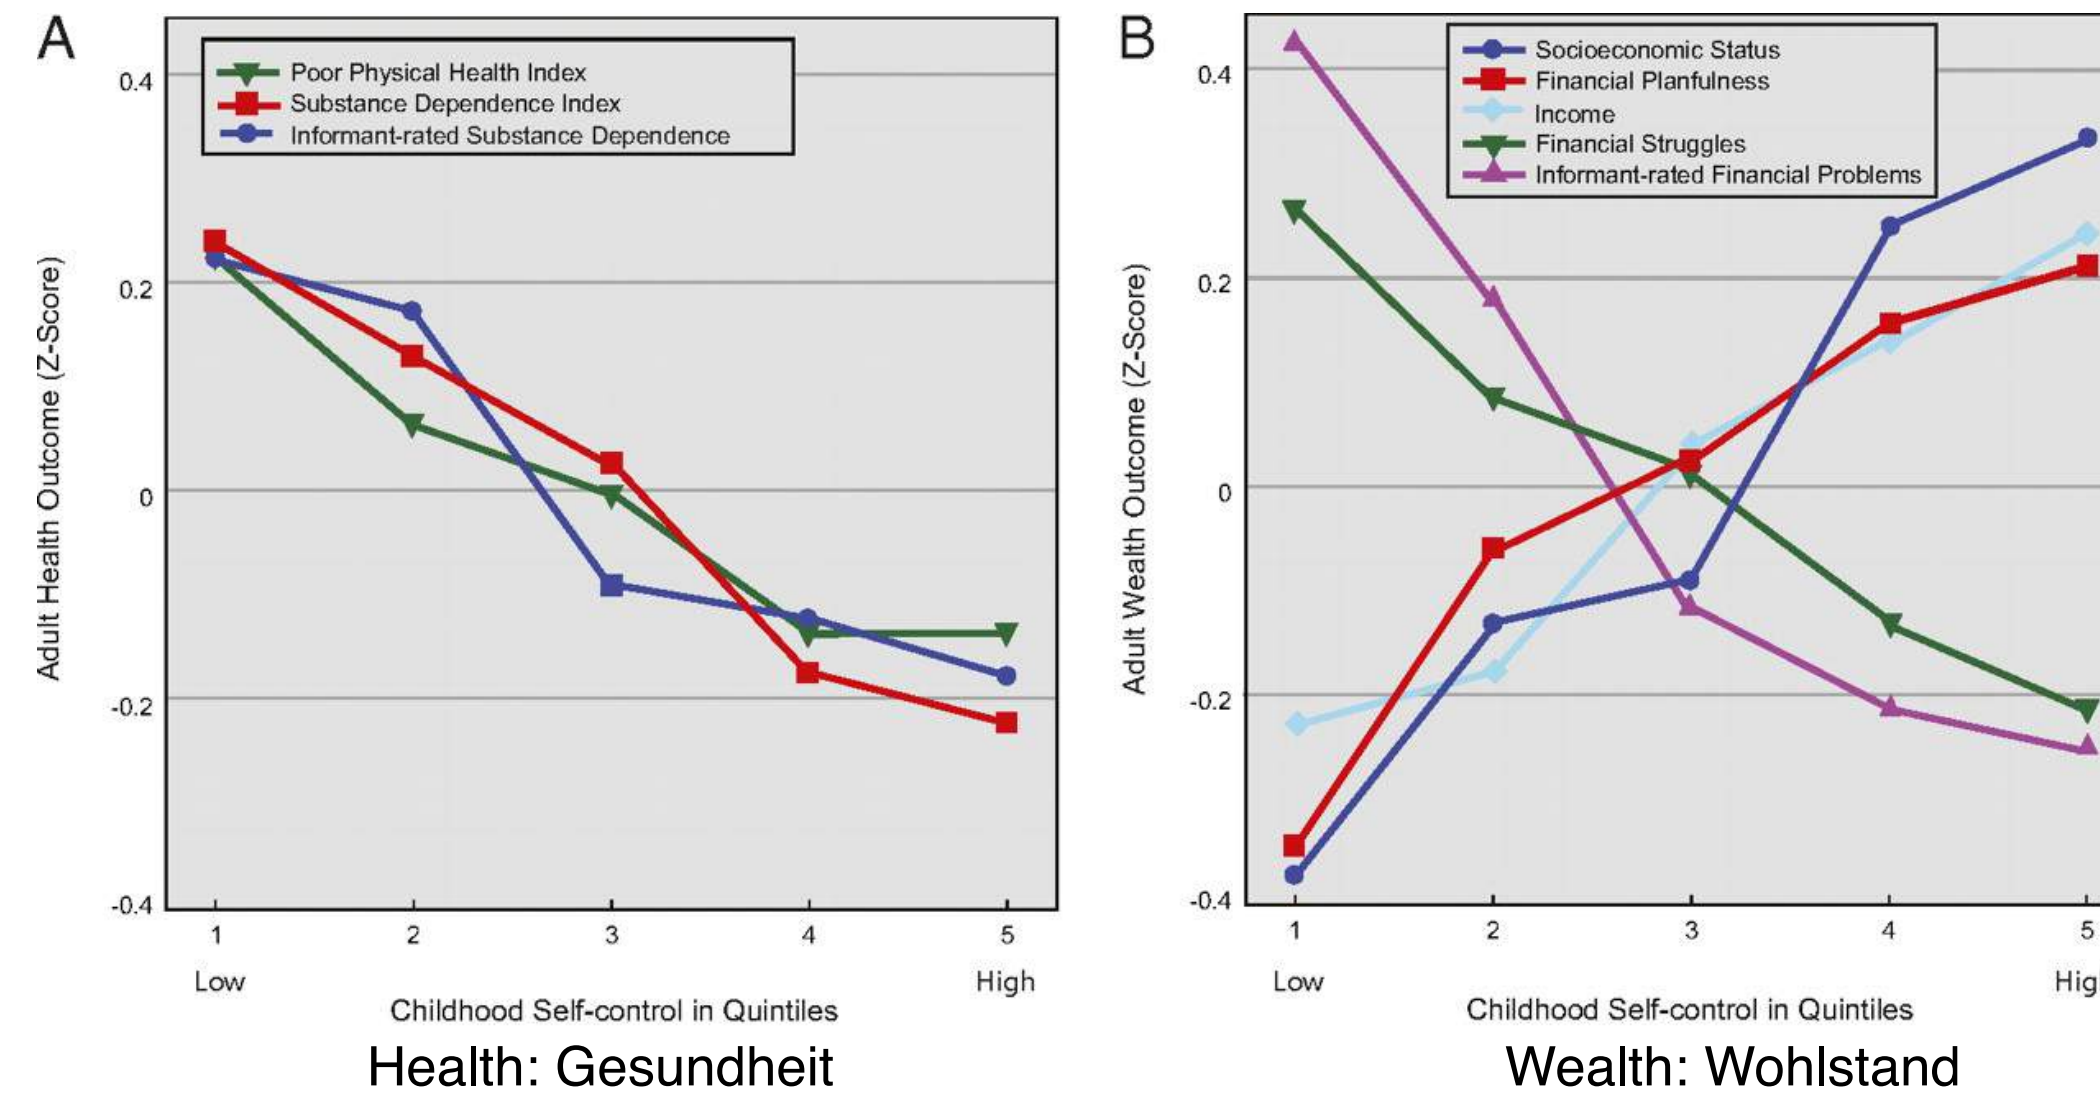 A
Poor Physical Health Index
Substance Dependence Index
Informant-rated Substance Dependence
0.4
0.2
0
-0.2
-0.4
Adult Health Outcome (Z-Score)
1 2 3 4 5
Low High
Childhood Self-control in Quintiles
Health: Gesundheit
B
Socioeconomic Status
Financial Planfulness
Income
Financial Struggles
Informant-rated Financial Problems
0.4
0.2
0
-0.2
-0.4
Adult Wealth Outcome (Z-Score)
1 2 3 4 5
Low Hig
Childhood Self-control in Quintiles
Wealth: Wohlstand